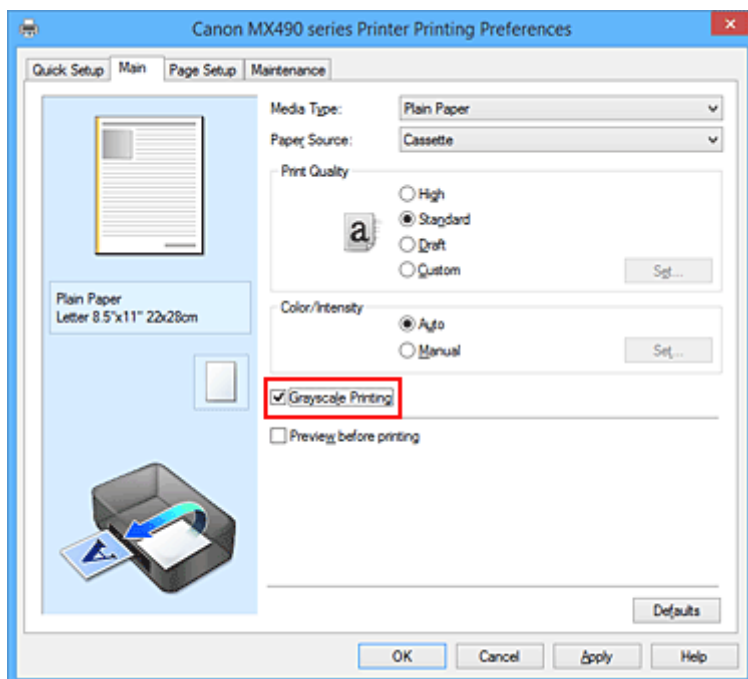 Canon MX490 series Printer Printing Preferences
Quick Setup Main Page Setup Maintenance
Media Type: Plain Paper
Paper Source: Cassette
Print Quality
High
a Standard
Draft
Custom Set...
Plain Paper
Letter 8.5"x11" 22x28cm
Color/Intensity
Auto
Manual Set...
Grayscale Printing
Preview before printing
A
Defaults
OK Cancel Apply Help